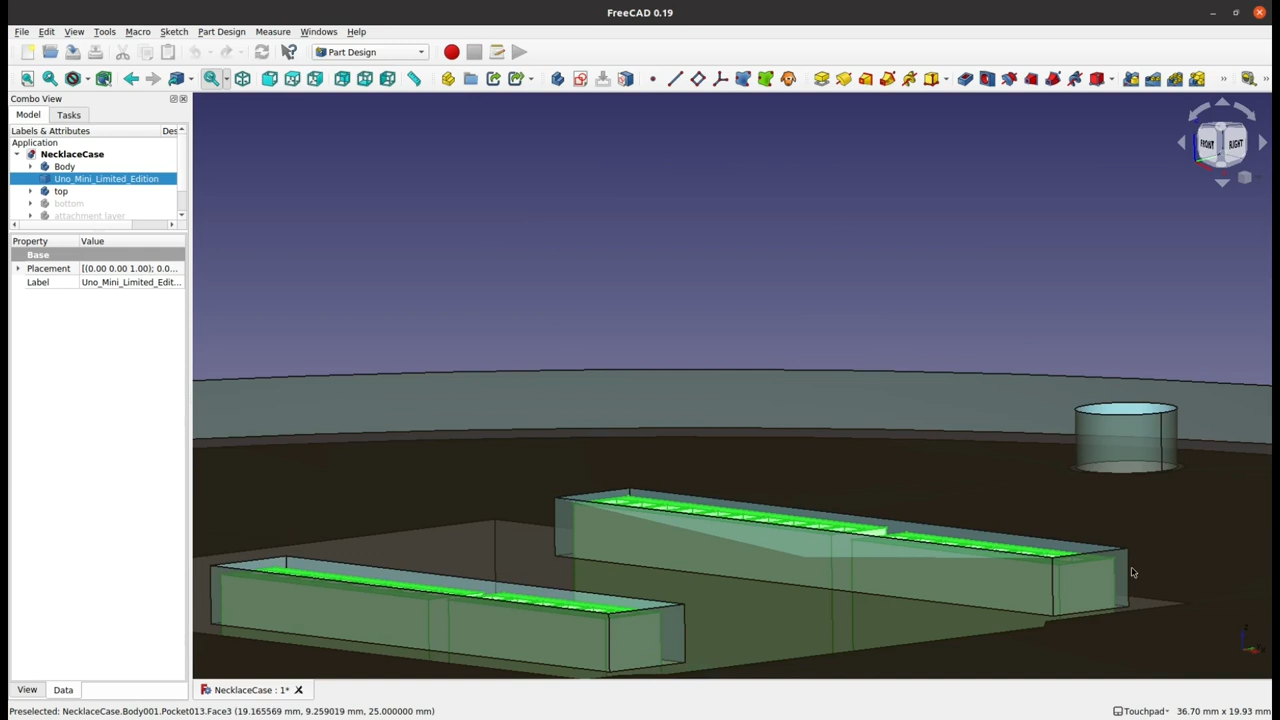 FreeCAD 0.19
File Edit View Tools Macro Sketch Part Design Measure Windows Help
Part Design
Combo View
Model Tasks
Labels & Attributes Des
Application
NecklaceCase
Body
Uno_Mini_Limited_Edition
top
bottom
attachment layer
Property Value
Base
Placement [(0.00 0.00 1.00); 0.0...
Label Uno_Mini_Limited_Edit...
FRONT RIGHT
View Data
NecklaceCase : 1*
Preselected: NecklaceCase.Body001.Pocket013.Face3 (19.165569 mm, 9.259019 mm, 25.000000 mm)
Touchpad 36.70 mm x 19.93 mm